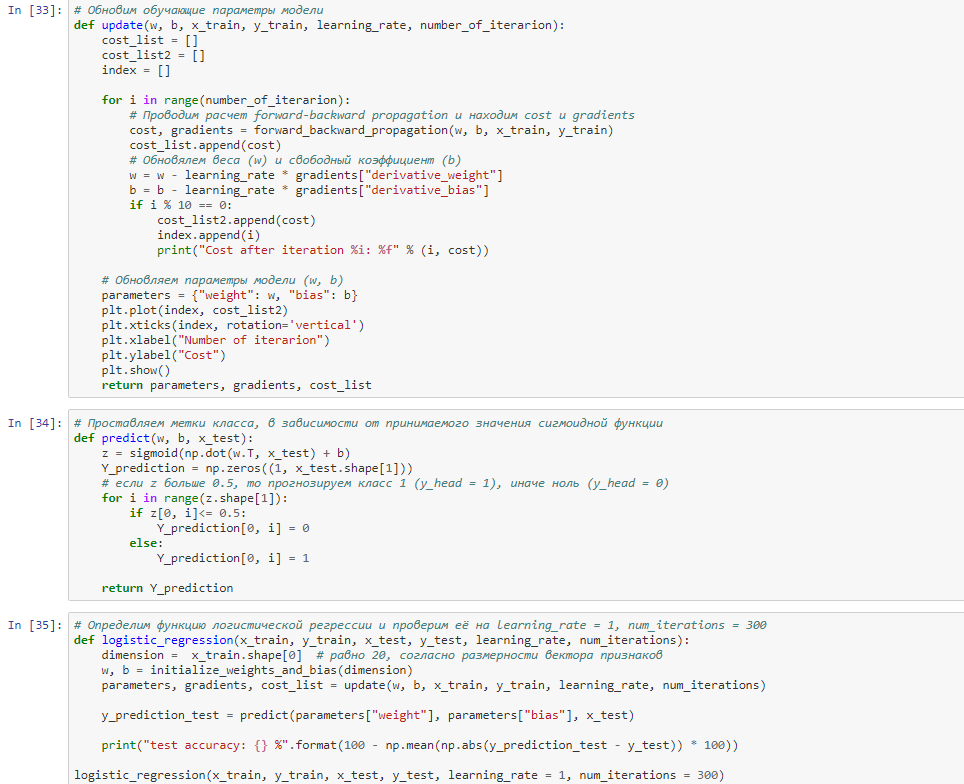 In [33]: # Обновим обучающие параметры модели
def update(w, b, x_train, y_train, learning_rate, number_of_iterarion):
    cost_list = []
    cost_list2 = []
    index = []

    for i in range(number_of_iterarion):
        # Проводим расчет forward-backward propagation и находим cost и gradients
        cost, gradients = forward_backward_propagation(w, b, x_train, y_train)
        cost_list.append(cost)
        # Обновялем веса (w) и свободный коэффициент (b)
        w = w - learning_rate * gradients["derivative_weight"]
        b = b - learning_rate * gradients["derivative_bias"]
        if i % 10 == 0:
            cost_list2.append(cost)
            index.append(i)
            print("Cost after iteration %i: %f" % (i, cost))

    # Обновляем параметры модели (w, b)
    parameters = {"weight": w, "bias": b}
    plt.plot(index, cost_list2)
    plt.xticks(index, rotation='vertical')
    plt.xlabel("Number of iterarion")
    plt.ylabel("Cost")
    plt.show()
    return parameters, gradients, cost_list

In [34]: # Проставляем метки класса, в зависимости от принимаемого значения сигмоидной функции
def predict(w, b, x_test):
    z = sigmoid(np.dot(w.T, x_test) + b)
    Y_prediction = np.zeros((1, x_test.shape[1]))
    # если z больше 0.5, то прогнозируем класс 1 (y_head = 1), иначе ноль (y_head = 0)
    for i in range(z.shape[1]):
        if z[0, i]<= 0.5:
            Y_prediction[0, i] = 0
        else:
            Y_prediction[0, i] = 1

    return Y_prediction

In [35]: # Определим функцию логистической регрессии и проверим её на learning_rate = 1, num_iterations = 300
def logistic_regression(x_train, y_train, x_test, y_test, learning_rate, num_iterations):
    dimension =  x_train.shape[0]  # равно 20, согласно размерности вектора признаков
    w, b = initialize_weights_and_bias(dimension)
    parameters, gradients, cost_list = update(w, b, x_train, y_train, learning_rate, num_iterations)

    y_prediction_test = predict(parameters["weight"], parameters["bias"], x_test)

    print("test accuracy: {} %".format(100 - np.mean(np.abs(y_prediction_test - y_test)) * 100))

logistic_regression(x_train, y_train, x_test, y_test, learning_rate = 1, num_iterations = 300)